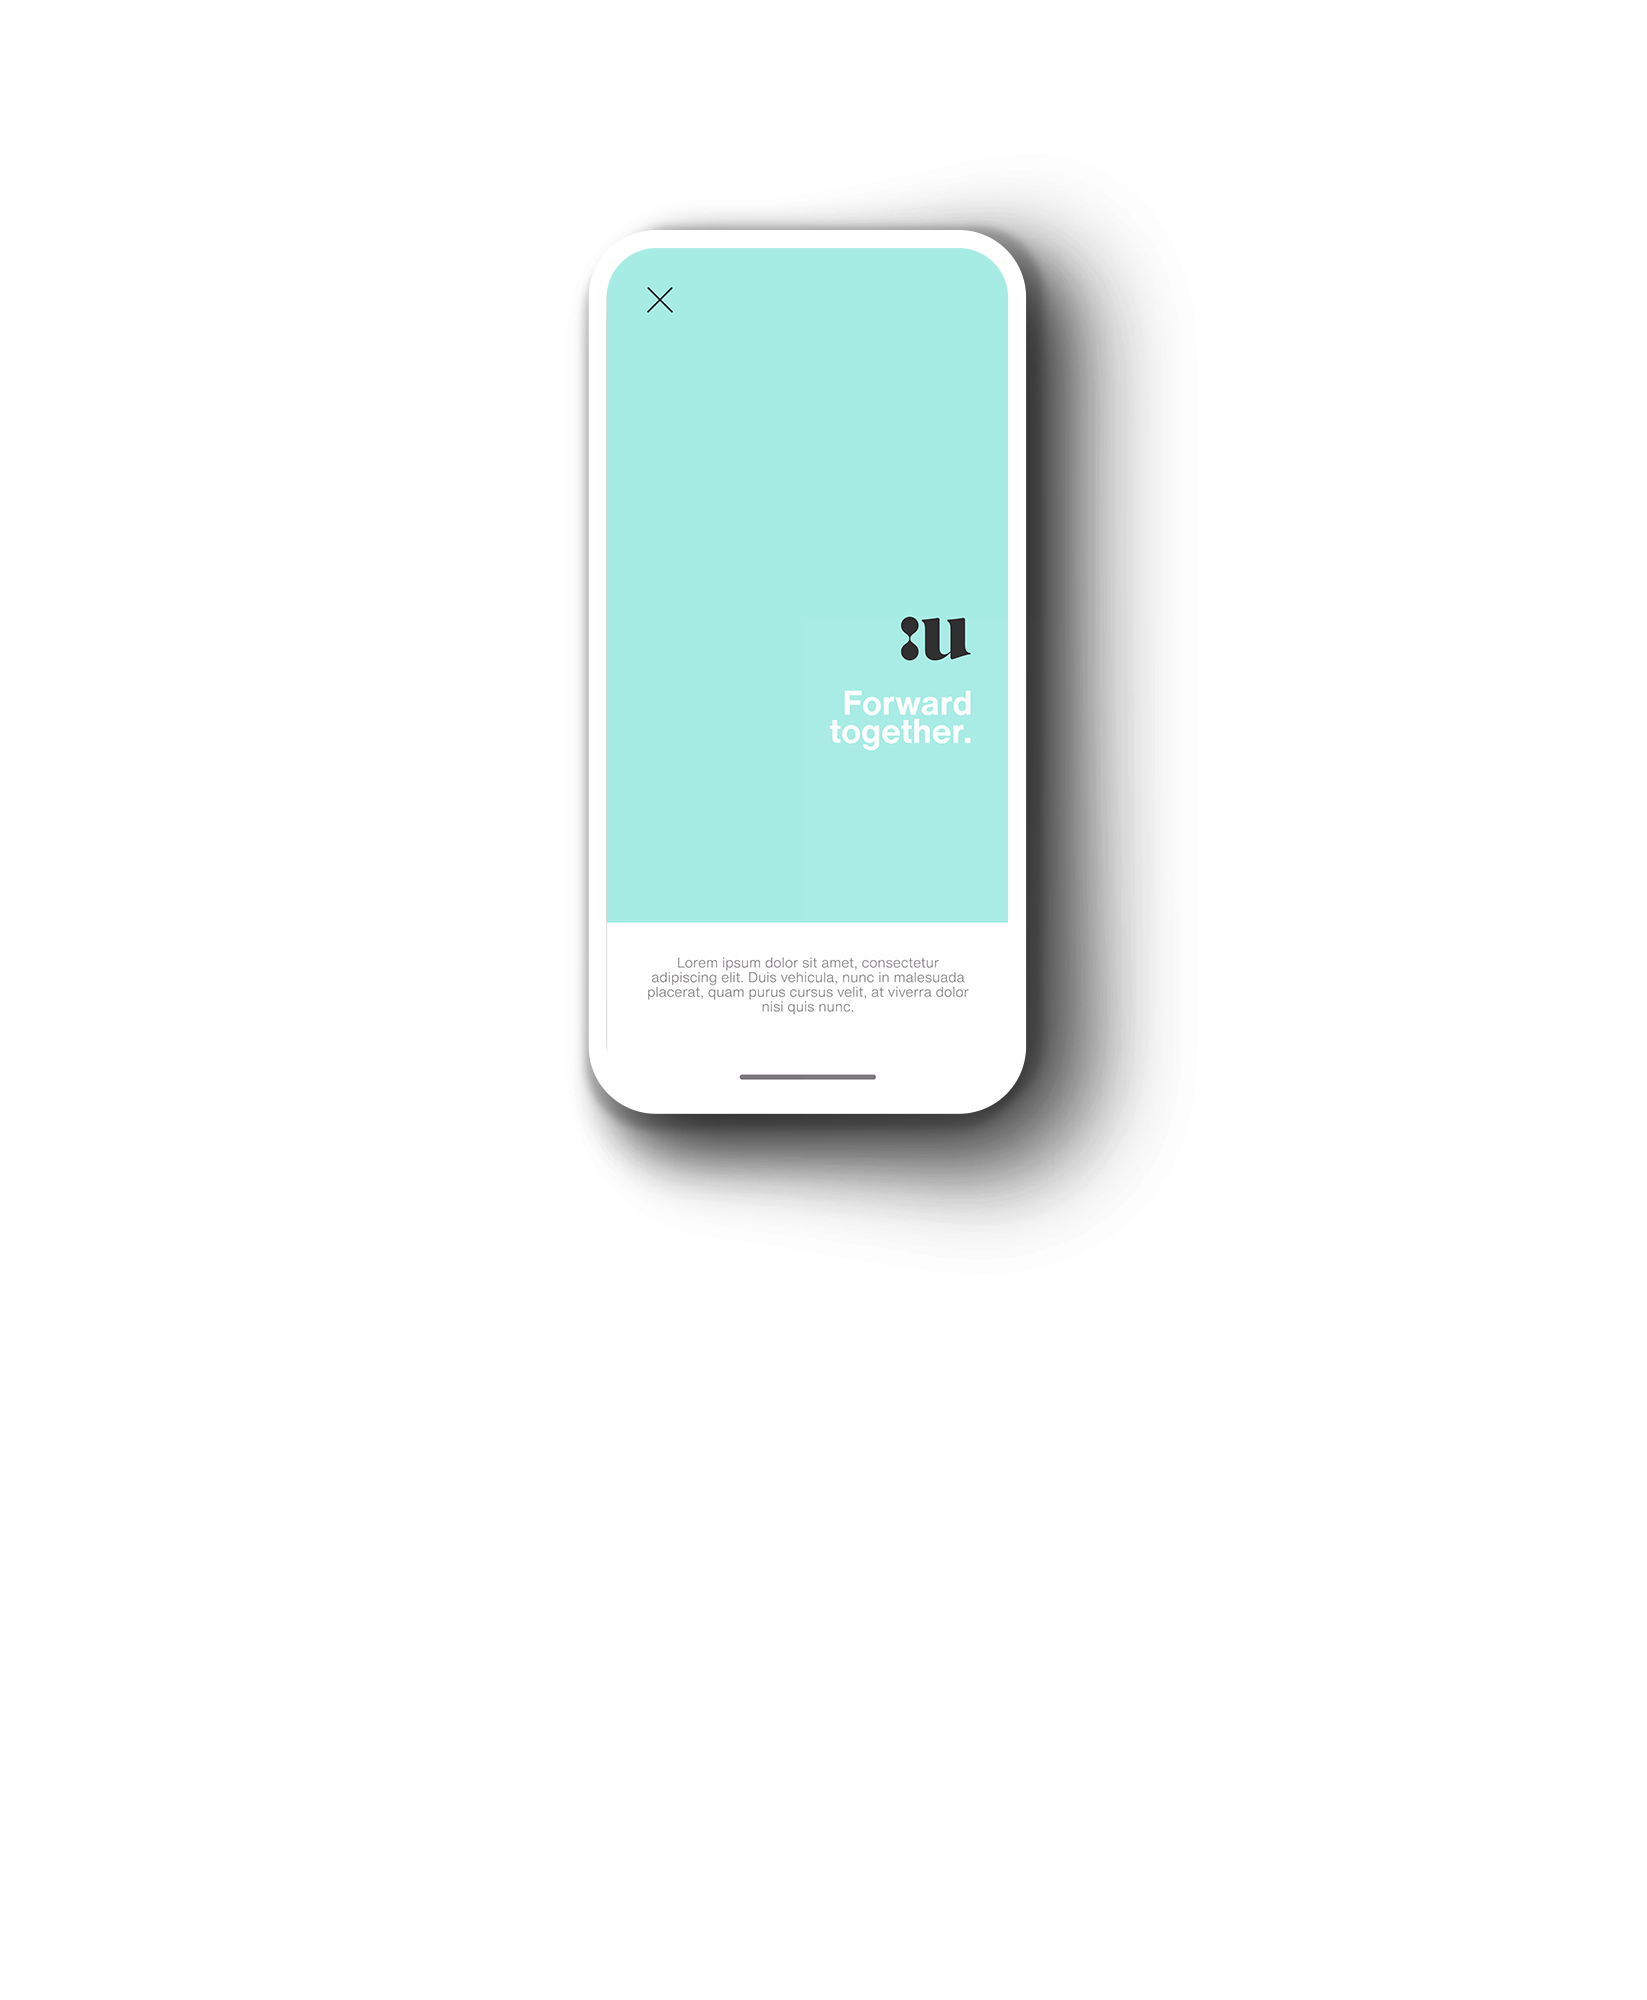 :u
Forward
together.
Lorem ipsum dolor sit amet, consectetur
adipiscing elit. Duis vehicula, nunc in malesuada
placerat, quam purus cursus velit, at viverra dolor
nisi quis nunc.